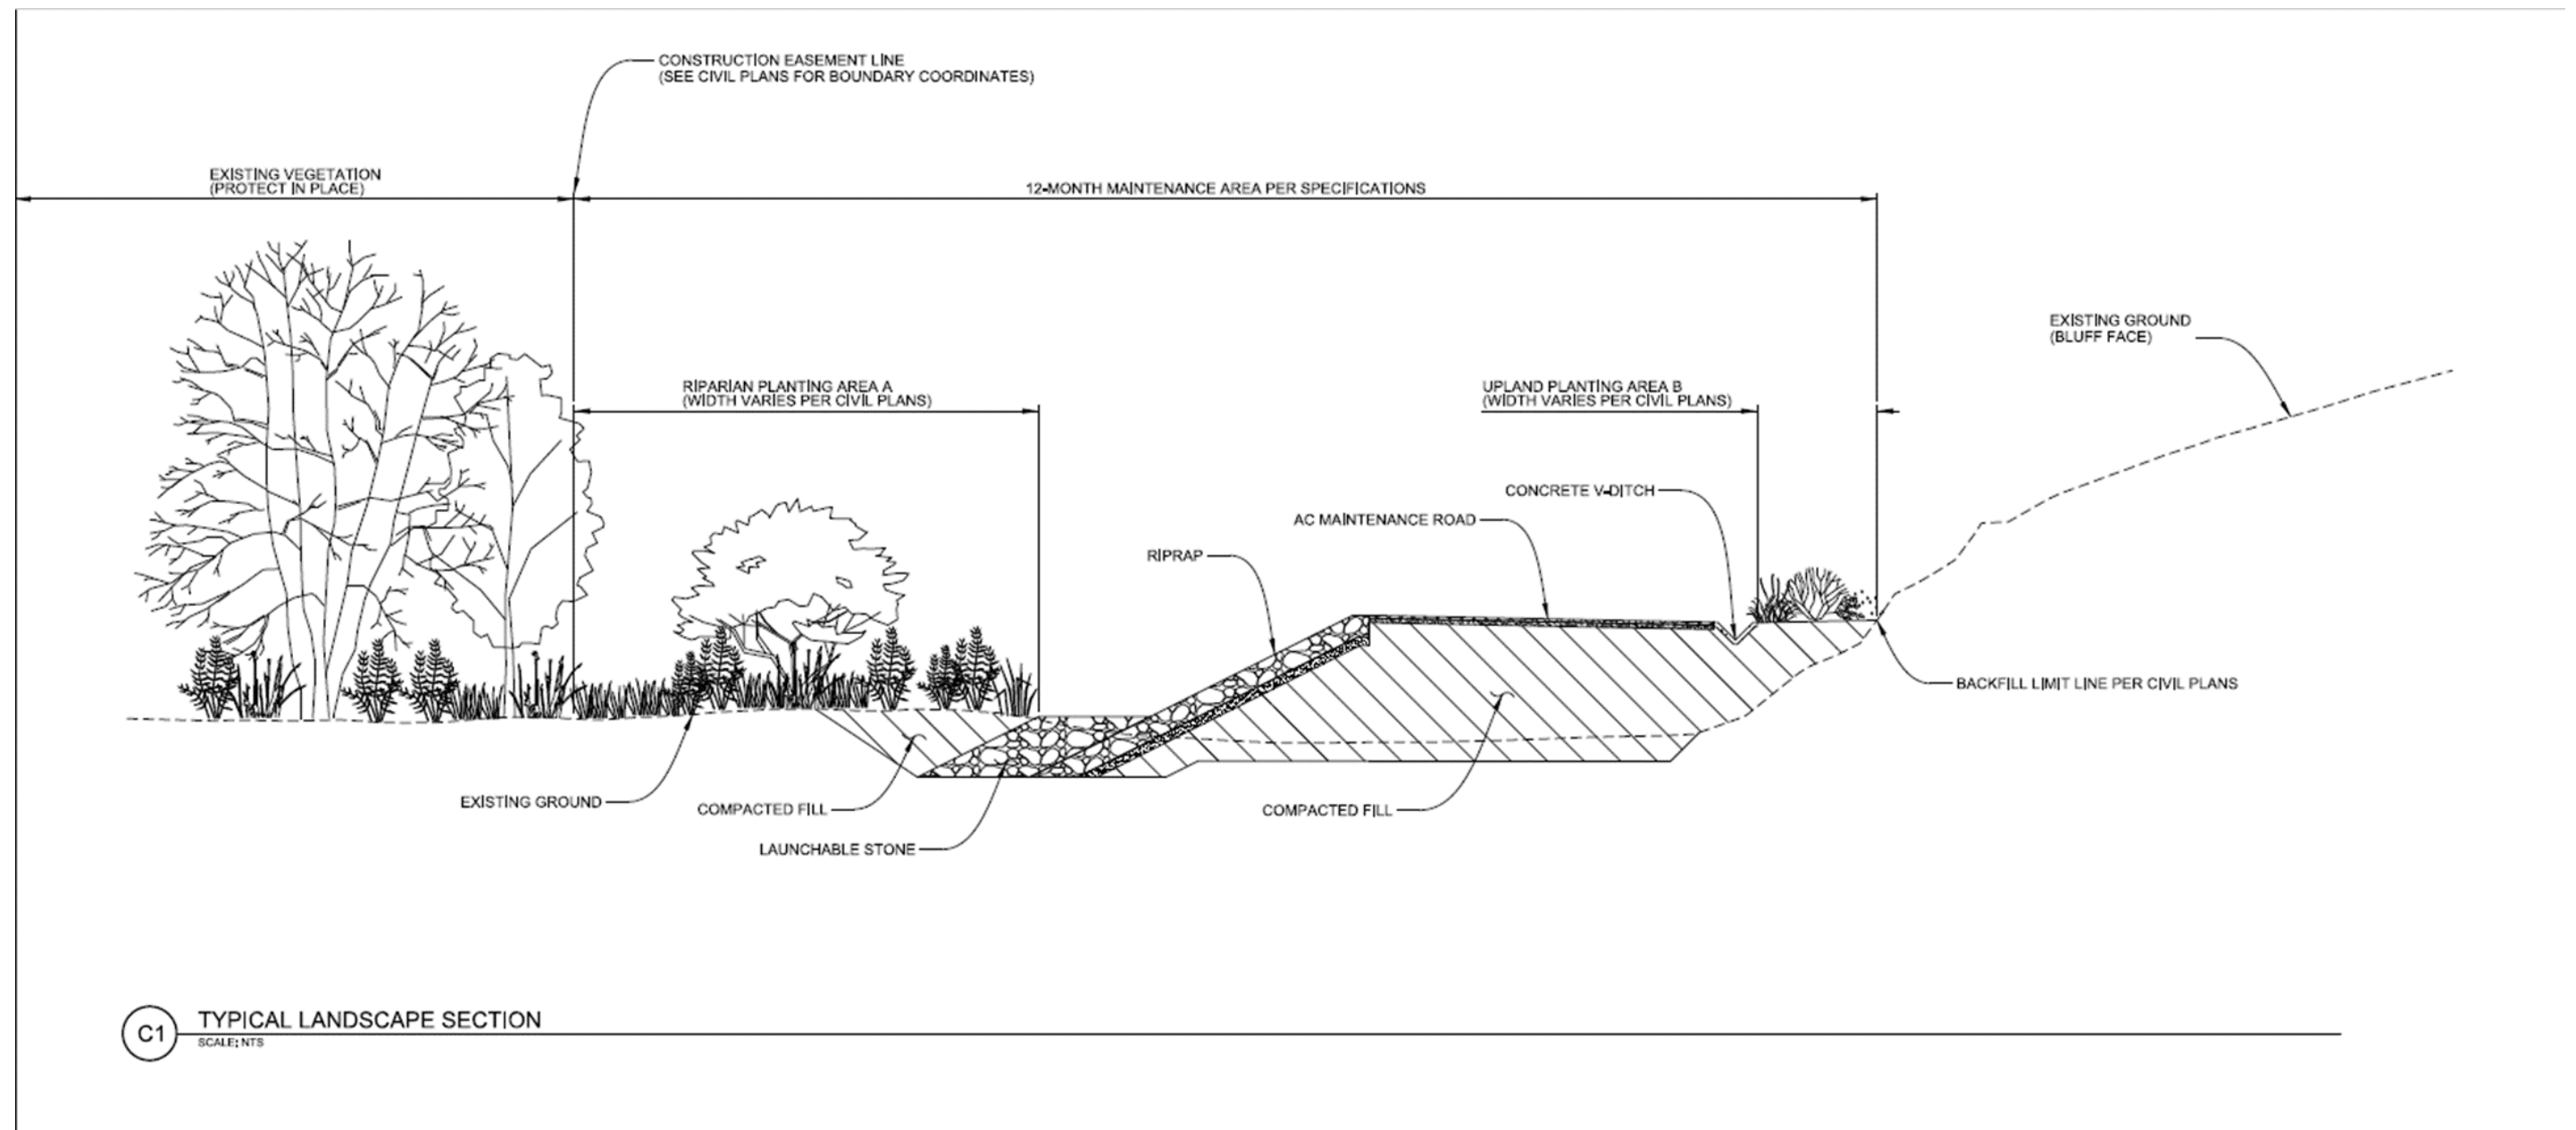 CONSTRUCTION EASEMENT LINE
(SEE CIVIL PLANS FOR BOUNDARY COORDINATES)
EXISTING VEGETATION
(PROTECT IN PLACE)
12-MONTH MAINTENANCE AREA PER SPECIFICATIONS
EXISTING GROUND
(BLUFF FACE)
RIPARIAN PLANTING AREA A
(WIDTH VARIES PER CIVIL PLANS)
UPLAND PLANTING AREA B
(WIDTH VARIES PER CIVIL PLANS)
CONCRETE V-DITCH
AC MAINTENANCE ROAD
RIPRAP
BACKFILL LIMIT LINE PER CIVIL PLANS
EXISTING GROUND
COMPACTED FILL
COMPACTED FILL
LAUNCHABLE STONE
C1
TYPICAL LANDSCAPE SECTION
SCALE: NTS